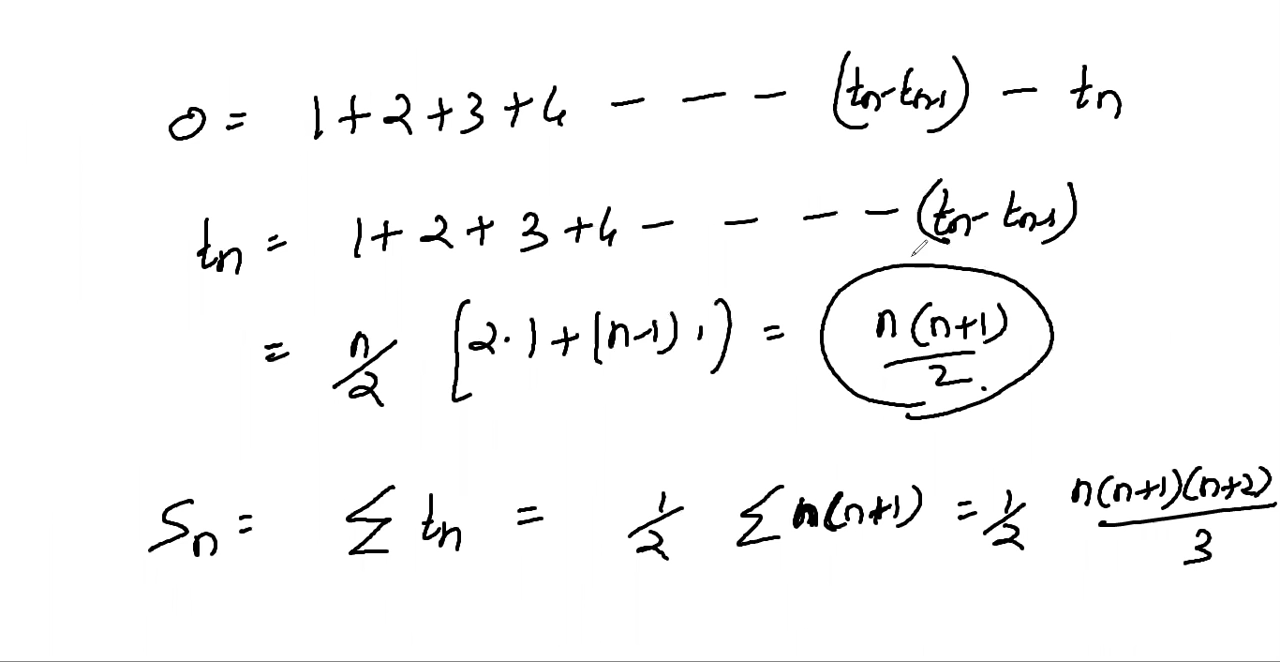 0 = 1 + 2 + 3 + 4 - - - (tn - tn-1) - tn
tn = 1 + 2 + 3 + 4 - - - - (tn - tn-1)
= n/2 [2·1 + (n-1)·1] = n(n+1)/2.
Sn = Σ tn = 1/2 Σ n(n+1) = 1/2 n(n+1)(n+2)/3